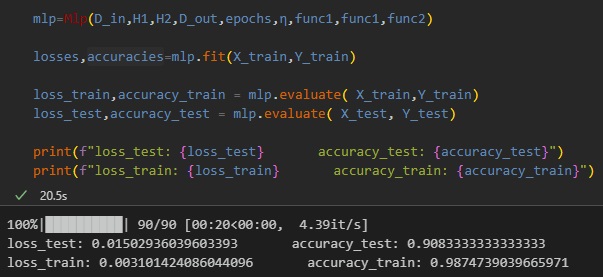 mlp=Mlp(D_in,H1,H2,D_out,epochs,η,func1,func1,func2)
losses,accuracies=mlp.fit(X_train,Y_train)
loss_train,accuracy_train = mlp.evaluate( X_train,Y_train)
loss_test,accuracy_test = mlp.evaluate( X_test, Y_test)
print(f"loss_test: {loss_test}       accuracy_test: {accuracy_test}")
print(f"loss_train: {loss_train}       accuracy_train: {accuracy_train}")
✓ 20.5s
100%|██████████| 90/90 [00:20<00:00,  4.39it/s]
loss_test: 0.01502936039603393       accuracy_test: 0.9083333333333333
loss_train: 0.003101424086044096       accuracy_train: 0.9874739039665971